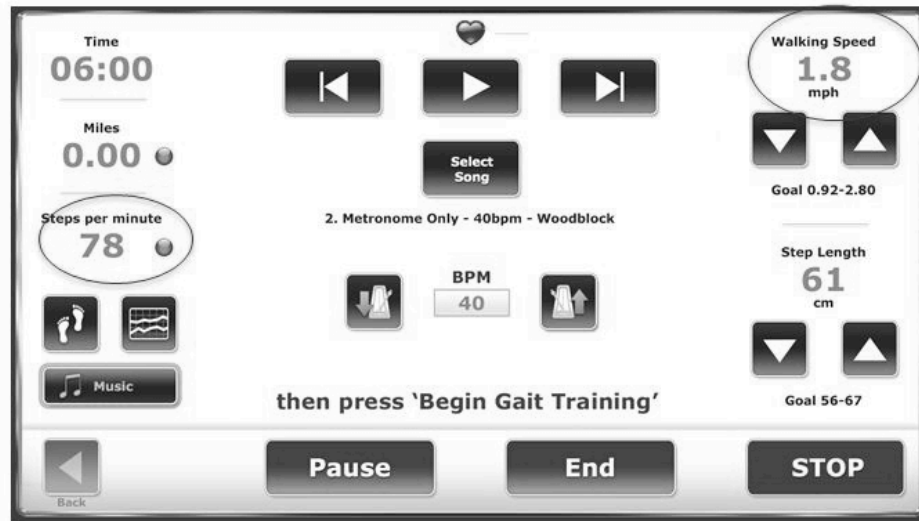 Time
06:00
Miles
0.00
Steps per minute
78
Music
Select
Song
2. Metronome Only - 40bpm - Woodblock
BPM
40
then press ‘Begin Gait Training’
Walking Speed
1.8
mph
Goal 0.92-2.80
Step Length
61
cm
Goal 56-67
Back
Pause
End
STOP